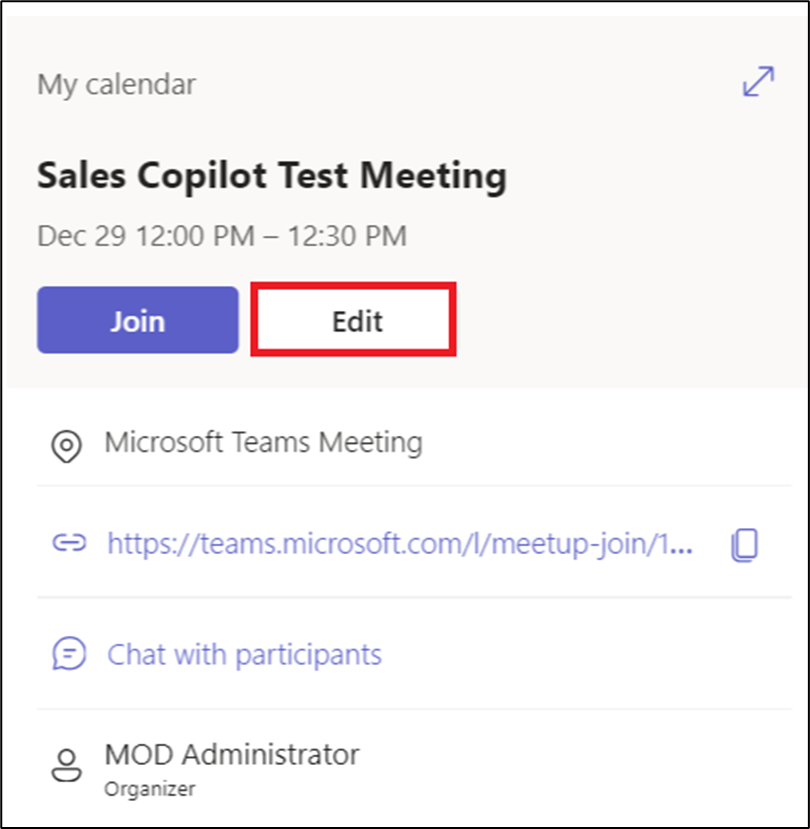 My calendar
Sales Copilot Test Meeting
Dec 29 12:00 PM – 12:30 PM
Join
Edit
Microsoft Teams Meeting
https://teams.microsoft.com/l/meetup-join/1...
Chat with participants
MOD Administrator
Organizer